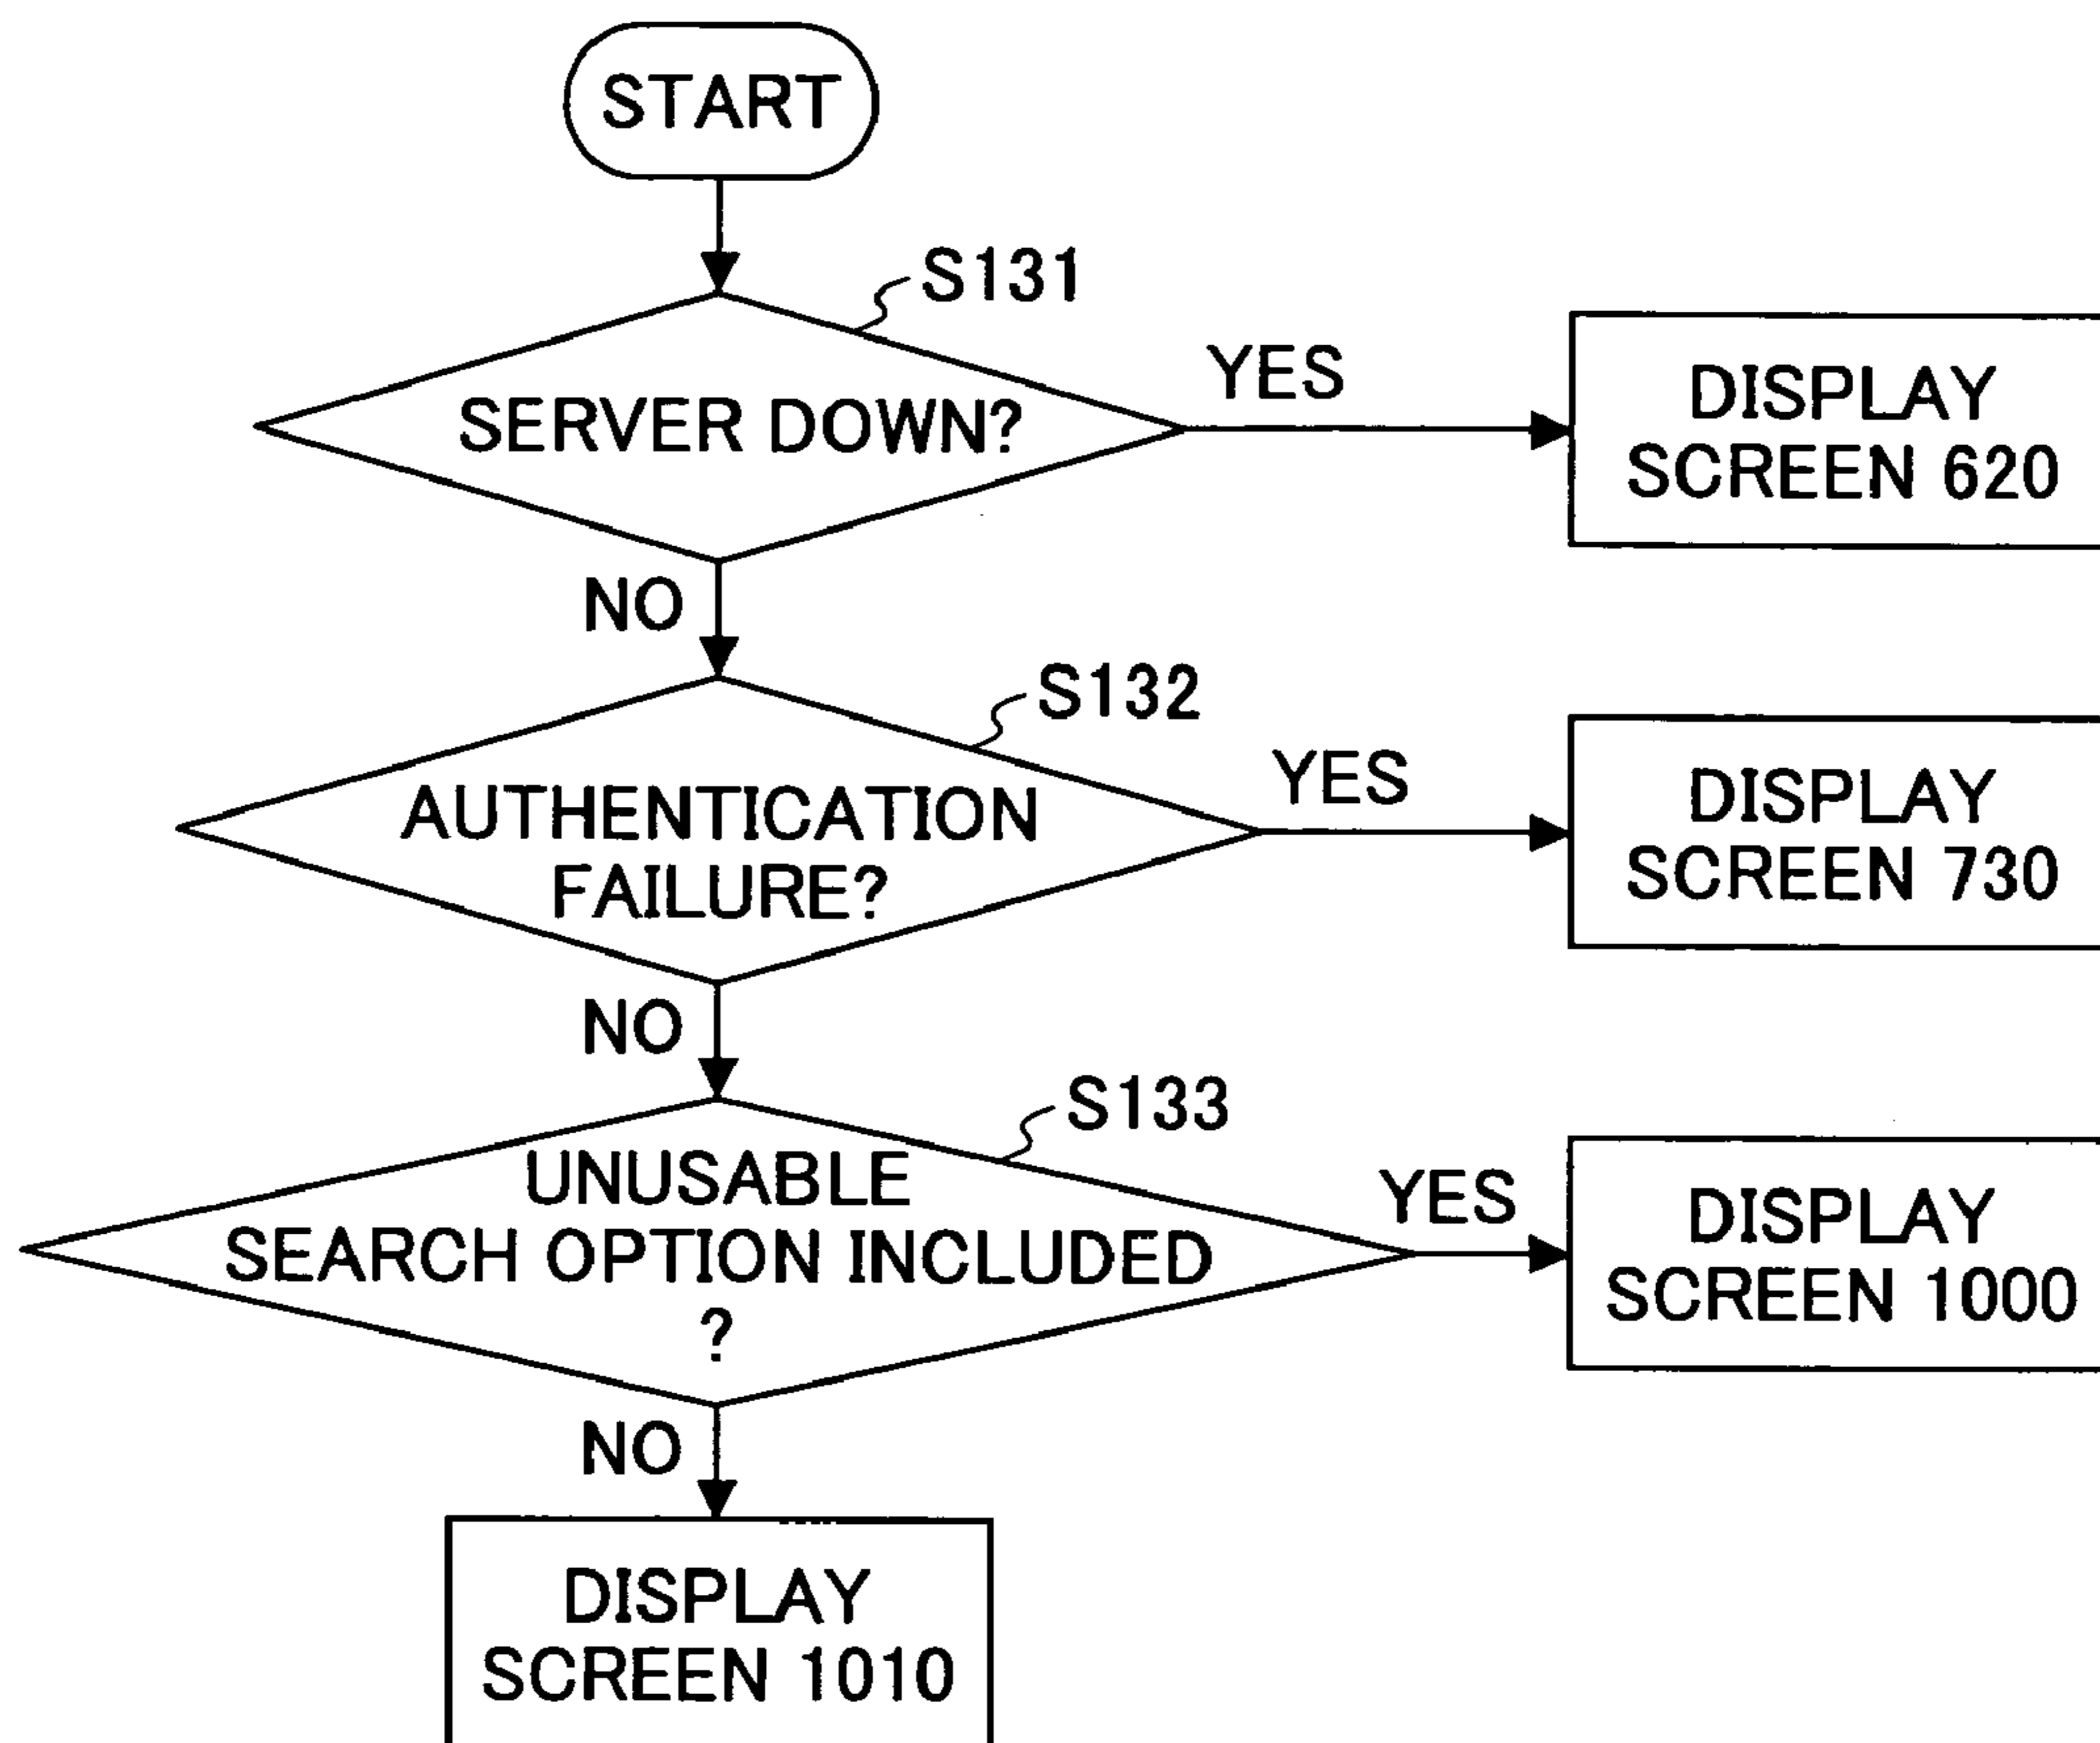 START
S131
SERVER DOWN?
YES
DISPLAY
SCREEN 620
NO
S132
AUTHENTICATION
FAILURE?
YES
DISPLAY
SCREEN 730
NO
S133
UNUSABLE
SEARCH OPTION INCLUDED
?
YES
DISPLAY
SCREEN 1000
NO
DISPLAY
SCREEN 1010